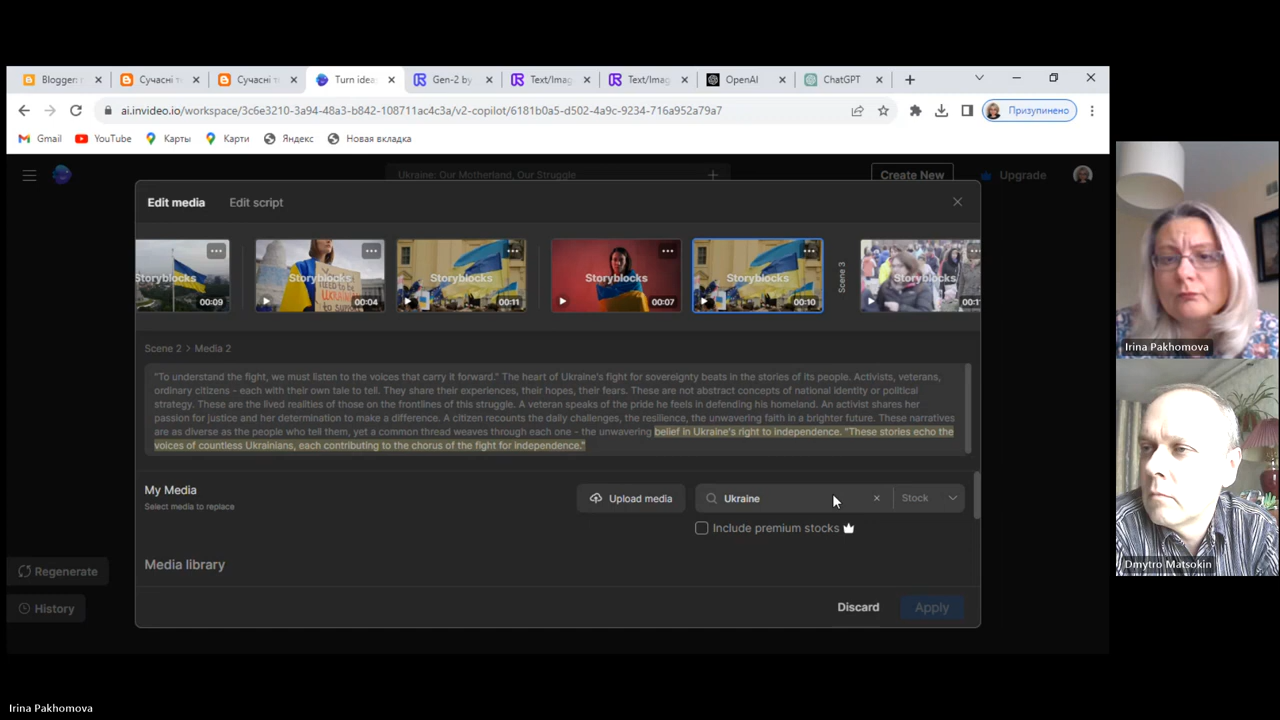 Blogger:
Сучасні т
Сучасні т
Turn idea
Gen-2 by
Text/Imag
Text/Imag
OpenAI
ChatGPT
ai.invideo.io/workspace/3c6e3210-3a94-48a3-b842-108711ac4c3a/v2-copilot/6181b0a5-d502-4a9c-9234-716a952a79a7
Призупинено
Gmail
YouTube
Карты
Карти
Яндекс
Новая вкладка
Ukraine: Our Motherland, Our Struggle
Create New
Upgrade
Edit media
Edit script
Storyblocks
00:09
Storyblocks
00:04
Storyblocks
00:11
Storyblocks
00:07
Storyblocks
00:10
Scene 3
Storyblocks
Scene 2 > Media 2
"To understand the fight, we must listen to the voices that carry it forward." The heart of Ukraine's fight for sovereignty beats in the stories of its people. Activists, veterans,
ordinary citizens - each with their own tale to tell. They share their experiences, their hopes, their fears. These are not abstract concepts of national identity or political
strategy. These are the lived realities of those on the frontlines of this struggle. A veteran speaks of the pride he feels in defending his homeland. An activist shares her
passion for justice and her determination to make a difference. A citizen recounts the daily challenges, the resilience, the unwavering faith in a brighter future. These narratives
are as diverse as the people who tell them, yet a common thread weaves through each one - the unwavering belief in Ukraine's right to independence. "These stories echo the
voices of countless Ukrainians, each contributing to the chorus of the fight for independence."
My Media
Select media to replace
Upload media
Ukraine
Stock
Include premium stocks
Media library
Regenerate
History
Discard
Apply
Irina Pakhomova
Dmytro Matsokin
Irina Pakhomova